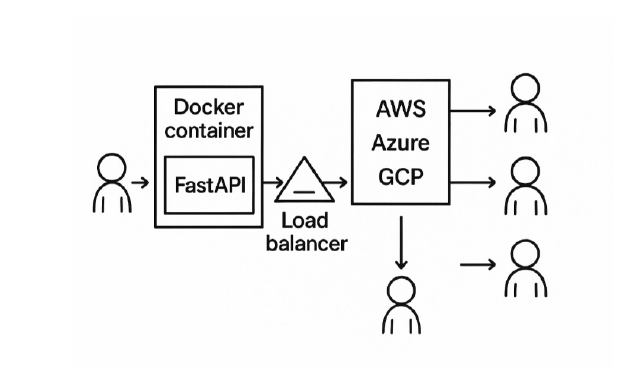 Docker
container
FastAPI
Load
balancer
AWS
Azure
GCP